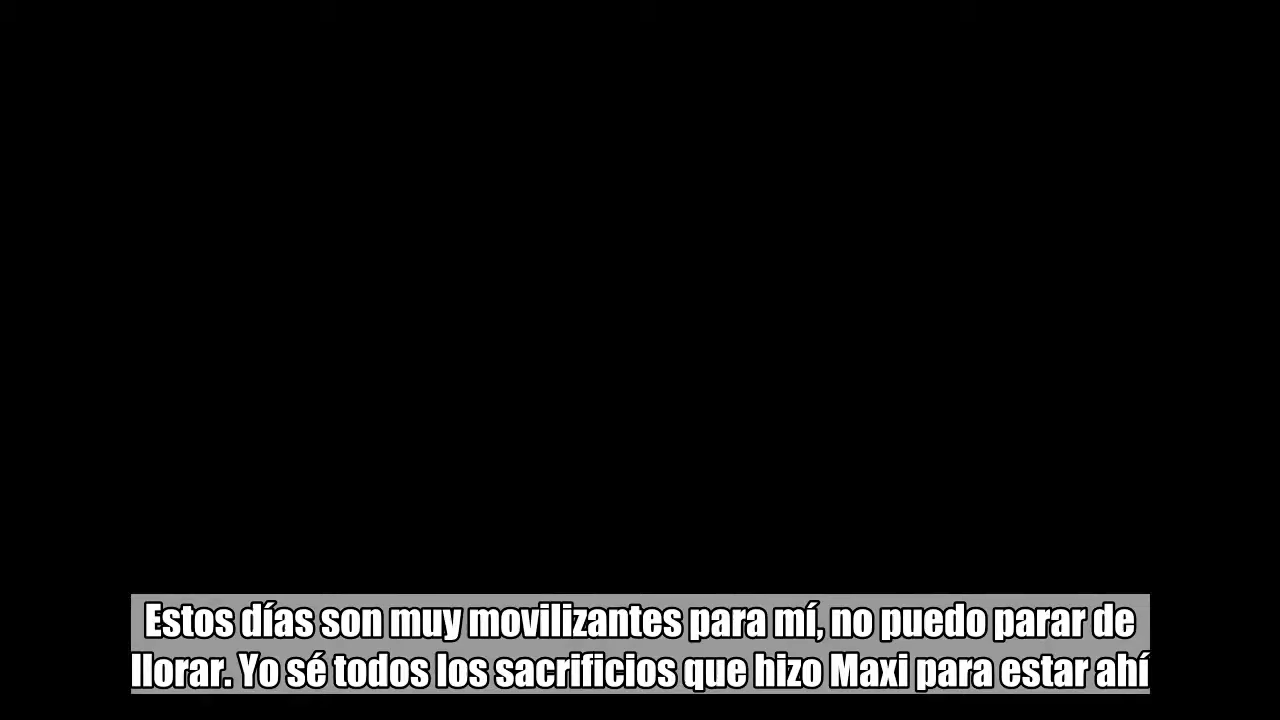 Estos días son muy movilizantes para mí, no puedo parar de
llorar. Yo sé todos los sacrificios que hizo Maxi para estar ahí